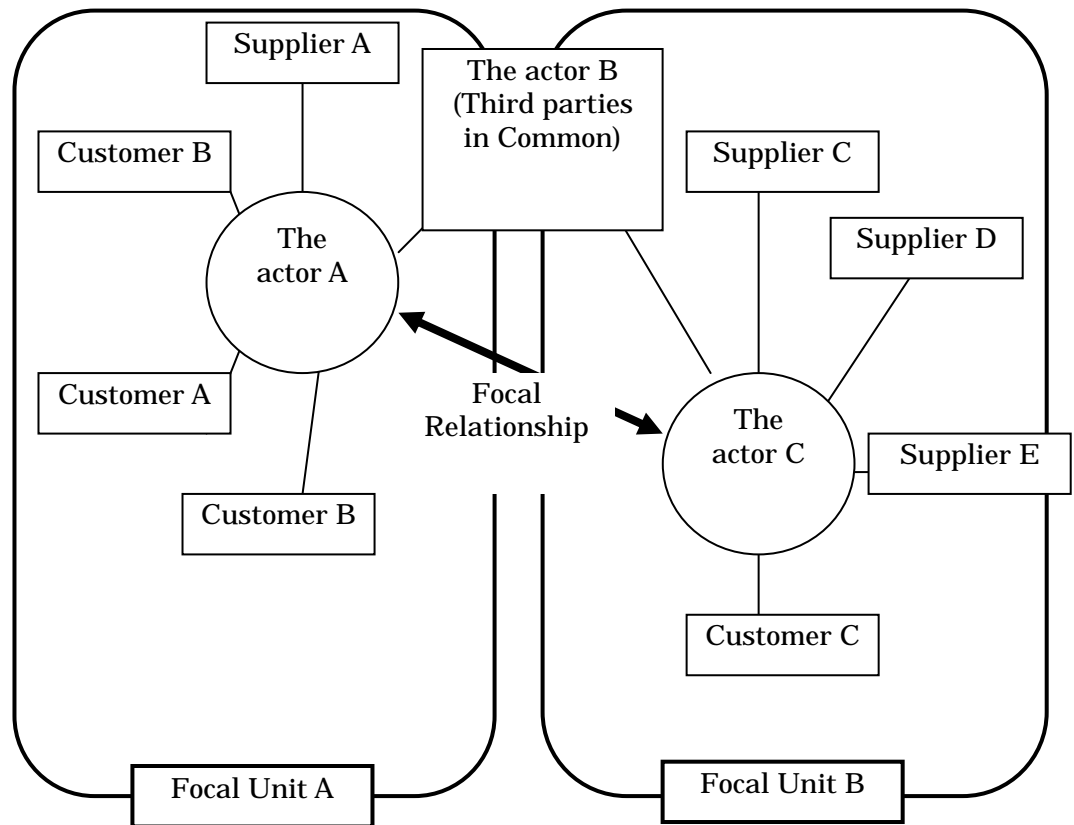 Supplier A
The actor B
(Third parties
in Common)
Customer B
Supplier C
The
actor A
Supplier D
Customer A
Focal
Relationship
The
actor C
Supplier E
Customer B
Customer C
Focal Unit A
Focal Unit B